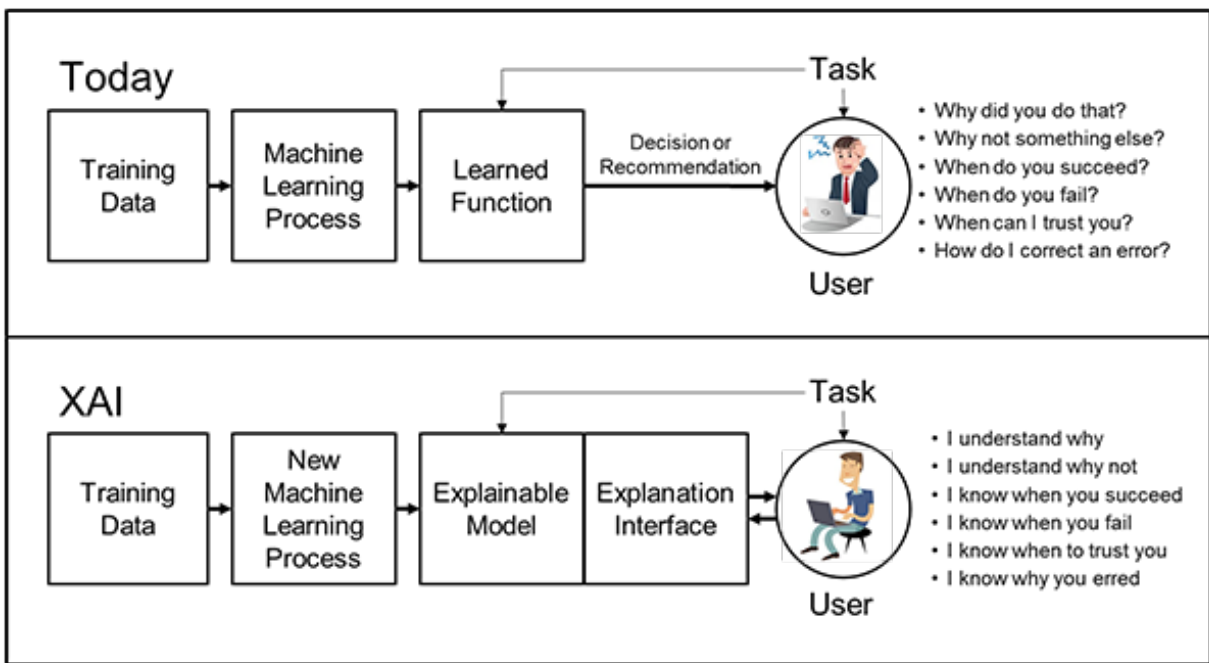 Today
Task
Training
Data
Machine
Learning
Process
Learned
Function
Decision or
Recommendation
User
• Why did you do that?
• Why not something else?
• When do you succeed?
• When do you fail?
• When can I trust you?
• How do I correct an error?
XAI
Task
Training
Data
New
Machine
Learning
Process
Explainable
Model
Explanation
Interface
User
• I understand why
• I understand why not
• I know when you succeed
• I know when you fail
• I know when to trust you
• I know why you erred